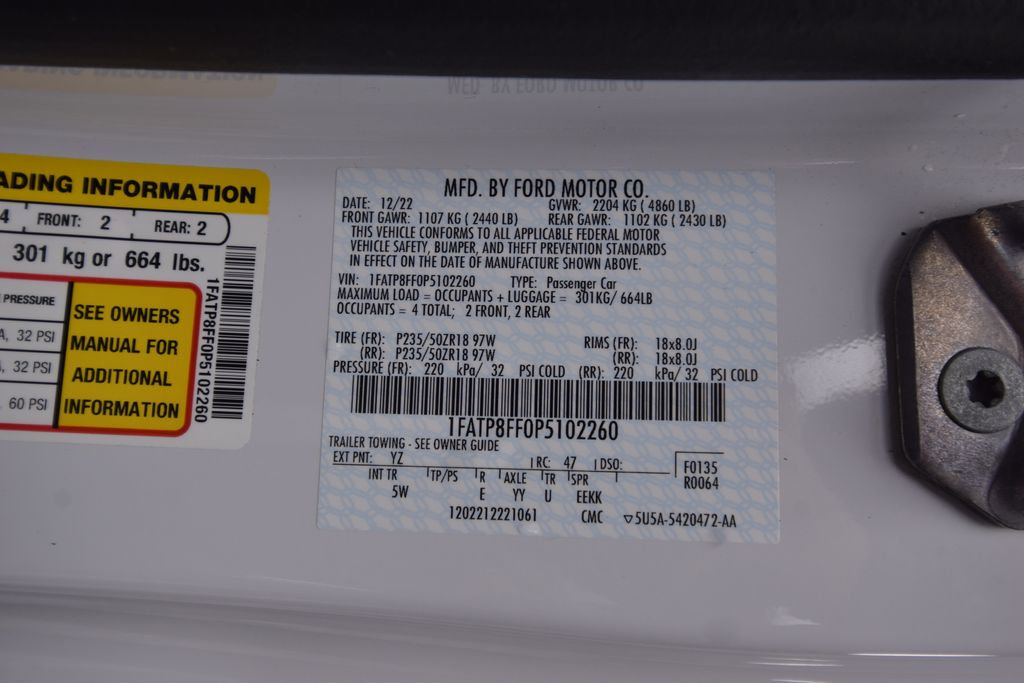 ADING INFORMATION
4 FRONT: 2 REAR: 2
301 kg or 664 lbs.
PRESSURE
32 PSI
32 PSI
60 PSI
SEE OWNERS
MANUAL FOR
ADDITIONAL
INFORMATION
1FATP8FF0P5102260
MFD. BY FORD MOTOR CO.
DATE: 12/22 GVWR: 2204 KG ( 4860 LB)
FRONT GAWR: 1107 KG ( 2440 LB) REAR GAWR: 1102 KG ( 2430 LB)
THIS VEHICLE CONFORMS TO ALL APPLICABLE FEDERAL MOTOR
VEHICLE SAFETY, BUMPER, AND THEFT PREVENTION STANDARDS
IN EFFECT ON THE DATE OF MANUFACTURE SHOWN ABOVE.
VIN: 1FATP8FF0P5102260 TYPE: Passenger Car
MAXIMUM LOAD = OCCUPANTS + LUGGAGE = 301KG/ 664LB
OCCUPANTS = 4 TOTAL; 2 FRONT, 2 REAR
TIRE (FR): P235/50ZR18 97W RIMS (FR): 18x8.0J
(RR): P235/50ZR18 97W (RR): 18x8.0J
PRESSURE (FR): 220 kPa/ 32 PSI COLD (RR): 220 kPa/ 32 PSI COLD
1FATP8FF0P5102260
TRAILER TOWING - SEE OWNER GUIDE
EXT PNT: YZ RC: 47 DSO: F0135
R0064
INT TR TP/PS R AXLE TR SPR
5W E YY U EEKK
1202212221061 CMC ▽5U5A-5420472-AA